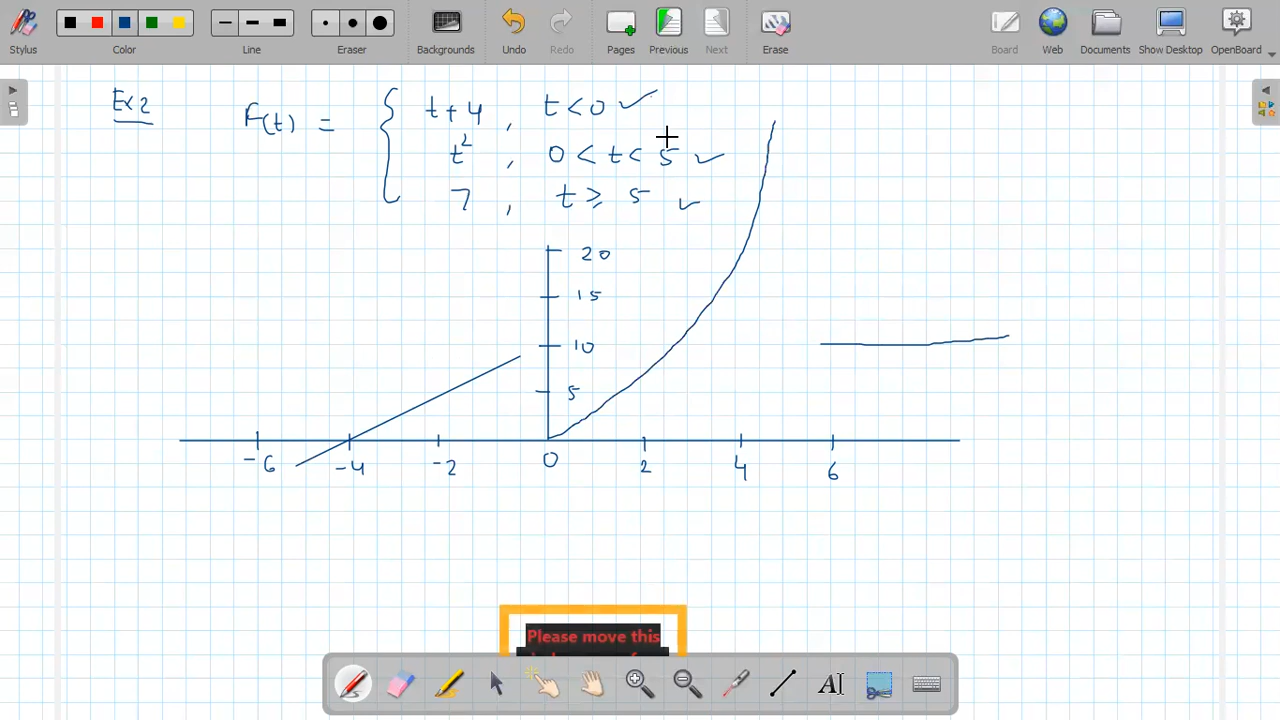 Stylus Color Line Eraser Backgrounds Undo Redo Pages Previous Next Erase Board Web Documents Show Desktop OpenBoard
Ex 2
F(t) = { t+4 , t<0 ✓
t² , 0 < t < 5 ✓
7 , t ≥ 5 ✓
20
15
10
5
-6 -4 -2 0 2 4 6
Please move this